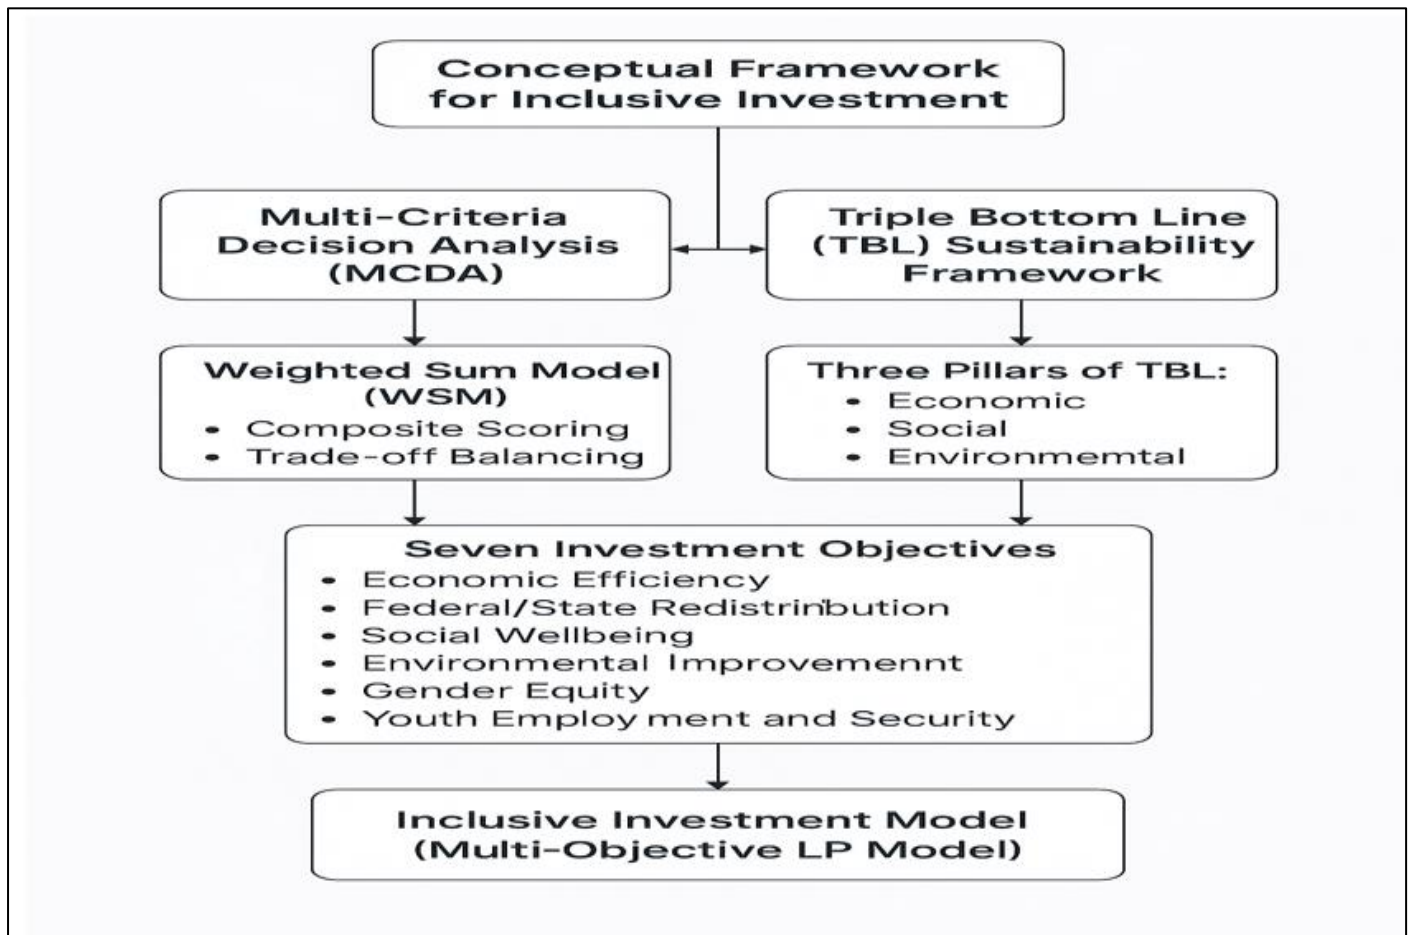 Conceptual Framework
for Inclusive Investment
Multi-Criteria
Decision Analysis
(MCDA)
Triple Bottom Line
(TBL) Sustainability
Framework
Weighted Sum Model
(WSM)
• Composite Scoring
• Trade-off Balancing
Three Pillars of TBL:
• Economic
• Social
• Environmemtal
Seven Investment Objectives
• Economic Efficiency
• Federal/State Redistrinbution
• Social Wellbeing
• Environmental Improvemennt
• Gender Equity
• Youth Employ ment and Security
Inclusive Investment Model
(Multi-Objective LP Model)